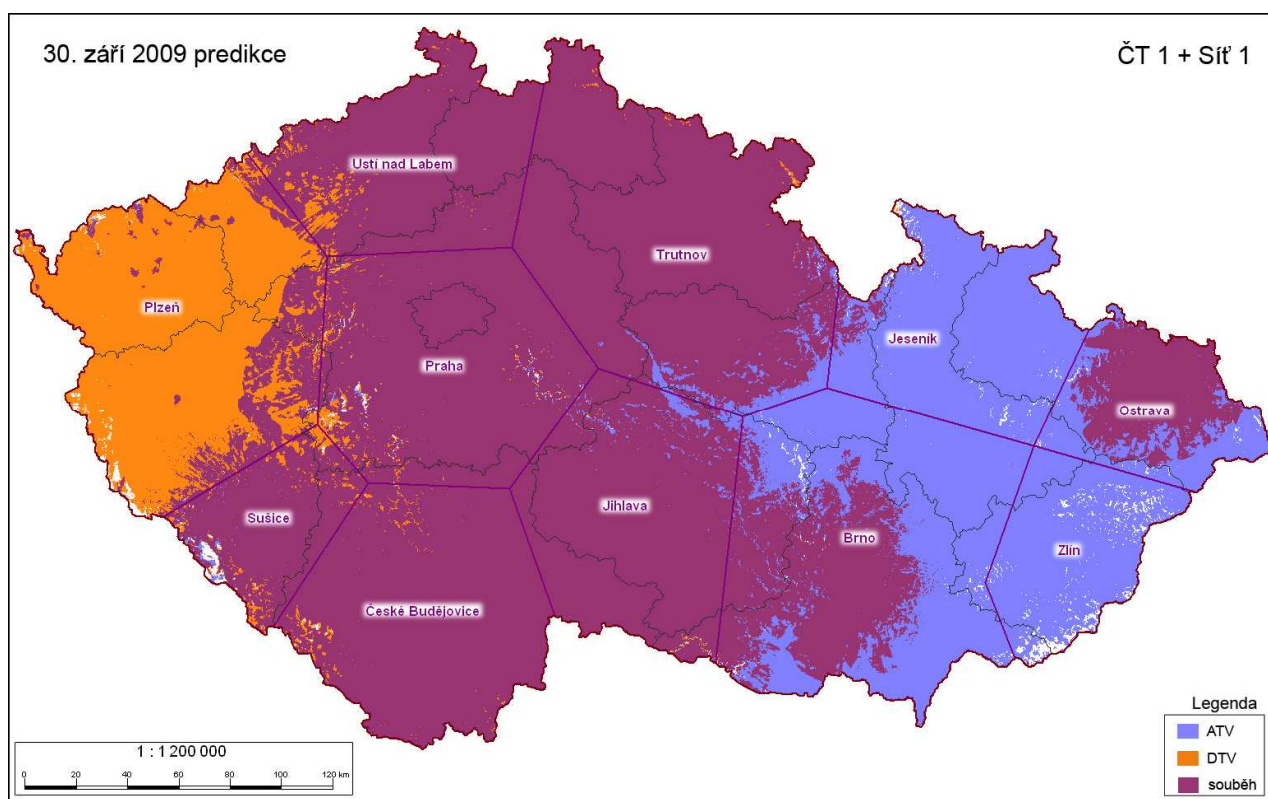 30. září 2009 predikce
ČT 1 + Síť 1
Ústí nad Labem
Trutnov
Plzeň
Jeseník
Praha
Ostrava
Sušice
Jihlava
Brno
Zlín
České Budějovice
Legenda
ATV
DTV
souběh
1 : 1 200 000
0 20 40 60 80 100 120 km